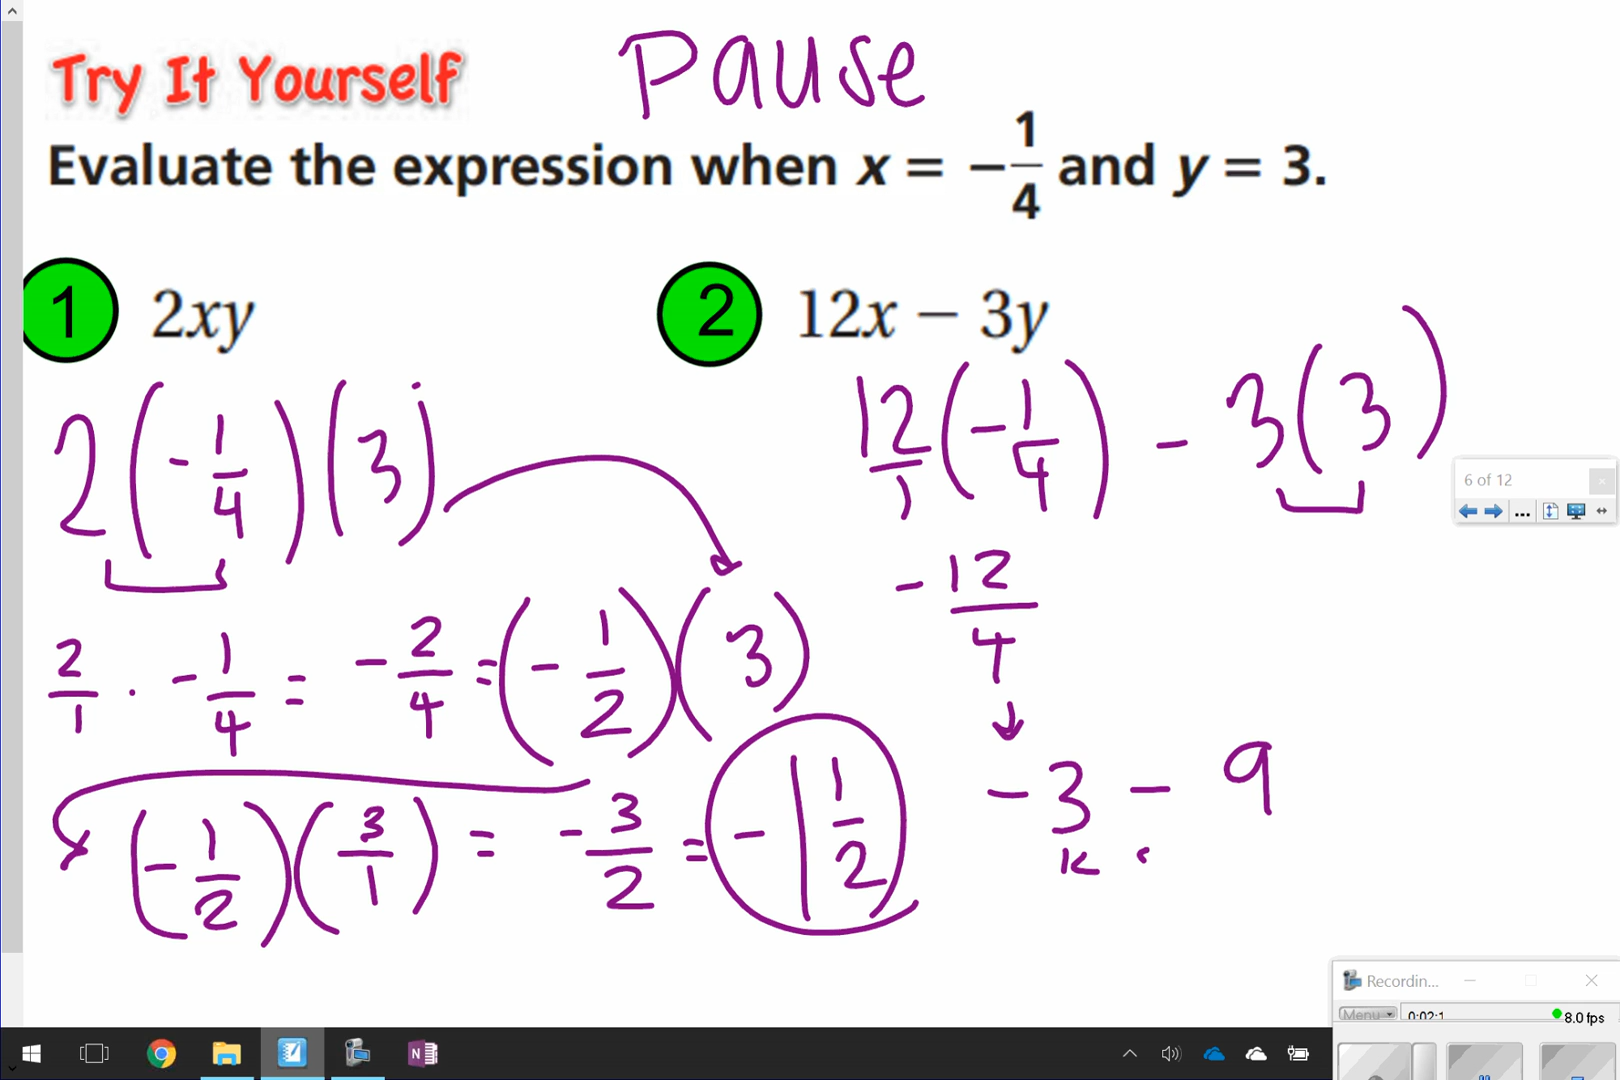 Try It Yourself
Pause
Evaluate the expression when x = -1/4 and y = 3.
1 2xy
2 12x − 3y
2(-1/4)(3)
12/1(-1/4) - 3(3)
6 of 12
-12/4
2/1 · -1/4 = -2/4 = (-1/2)(3)
-3 - 9
K
(-1/2)(3/1) = -3/2 = -1 1/2
Recordin...
Menu
0:02:1
8.0 fps
N